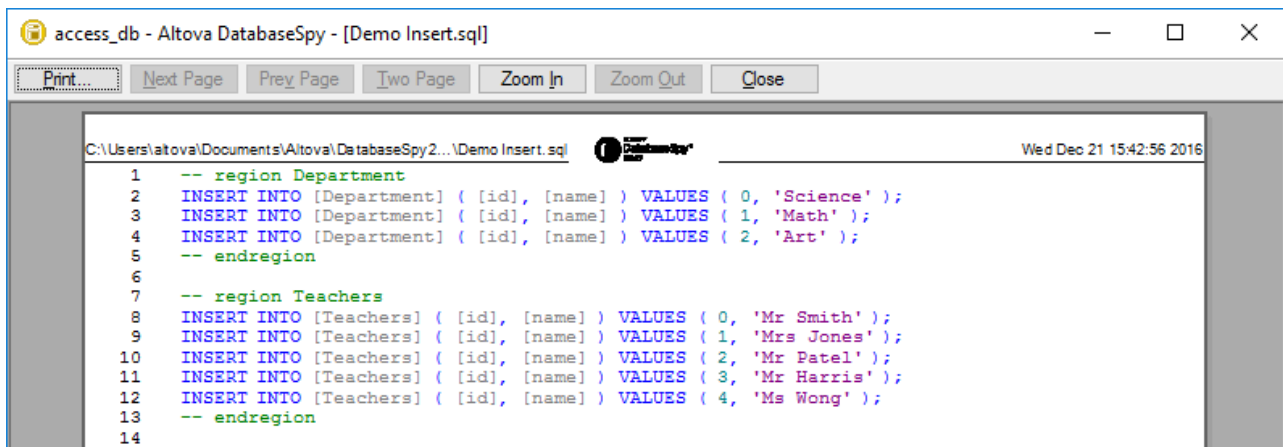 access_db - Altova DatabaseSpy - [Demo Insert.sql]
Print... Next Page Prev Page Two Page Zoom In Zoom Out Close
C:\Users\altova\Documents\Altova\DatabaseSpy2...\Demo Insert.sql DatabaseSpy® Wed Dec 21 15:42:56 2016
1 -- region Department
2 INSERT INTO [Department] ( [id], [name] ) VALUES ( 0, 'Science' );
3 INSERT INTO [Department] ( [id], [name] ) VALUES ( 1, 'Math' );
4 INSERT INTO [Department] ( [id], [name] ) VALUES ( 2, 'Art' );
5 -- endregion
6
7 -- region Teachers
8 INSERT INTO [Teachers] ( [id], [name] ) VALUES ( 0, 'Mr Smith' );
9 INSERT INTO [Teachers] ( [id], [name] ) VALUES ( 1, 'Mrs Jones' );
10 INSERT INTO [Teachers] ( [id], [name] ) VALUES ( 2, 'Mr Patel' );
11 INSERT INTO [Teachers] ( [id], [name] ) VALUES ( 3, 'Mr Harris' );
12 INSERT INTO [Teachers] ( [id], [name] ) VALUES ( 4, 'Ms Wong' );
13 -- endregion
14